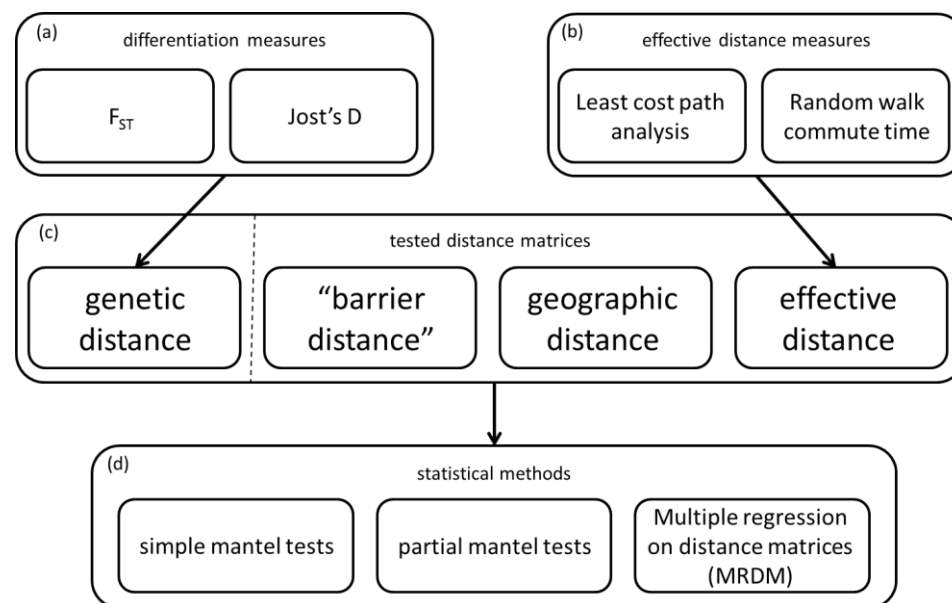 (a)
differentiation measures
F_ST
Jost's D
(b)
effective distance measures
Least cost path
analysis
Random walk
commute time
(c)
tested distance matrices
genetic
distance
“barrier
distance”
geographic
distance
effective
distance
(d)
statistical methods
simple mantel tests
partial mantel tests
Multiple regression
on distance matrices
(MRDM)